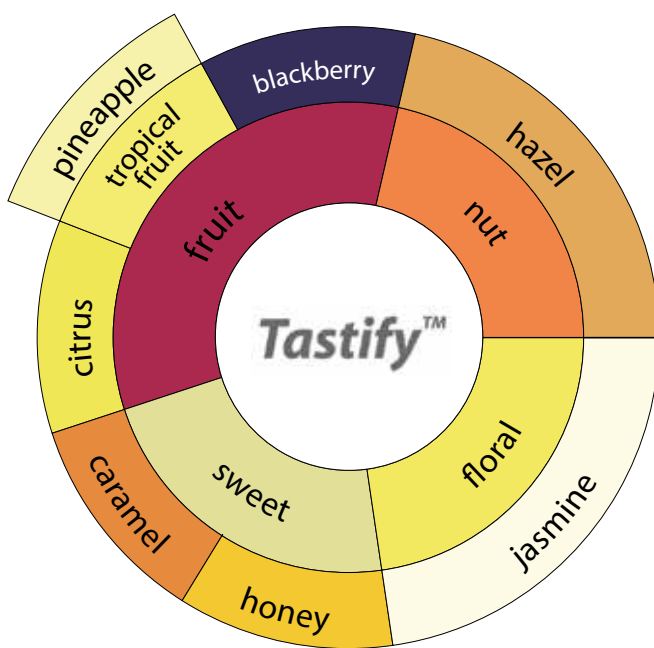 pineapple
tropical
fruit
blackberry
hazel
fruit
nut
citrus
Tastify™
sweet
floral
caramel
honey
jasmine